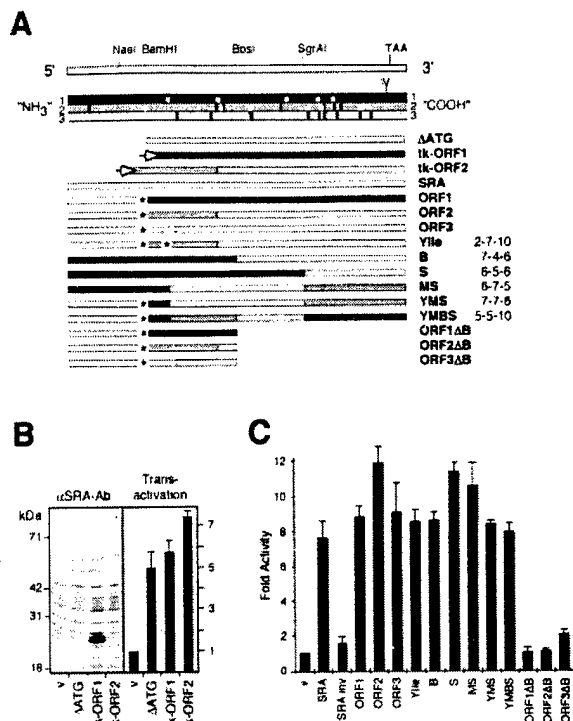 A
NaeI BamHI BbsI SgrAI TAA
5' 3'
"NH3" 1 2 3 Y 1 2 3 "COOH"
ΔATG
tk-ORF1
tk-ORF2
SRA
* ORF1
* ORF2
* ORF3
* * Ylle 2-7-10
B 7-4-6
S 6-5-6
MS 6-7-5
* YMS 7-7-6
* YMBS 5-5-10
* ORF1ΔB
* ORF2ΔB
* ORF3ΔB
B
αSRA-Ab
Trans-
activation
kDa
71
42
31
18
7
5
3
1
v ΔATG tk-ORF1 tk-ORF2 v ΔATG tk-ORF1 tk-ORF2
C
Fold Activity
12
10
8
6
4
2
0
SRA SRA inv ORF1 ORF2 ORF3 Ylle B S MS YMS YMBS ORF1ΔB ORF2ΔB ORF3ΔB